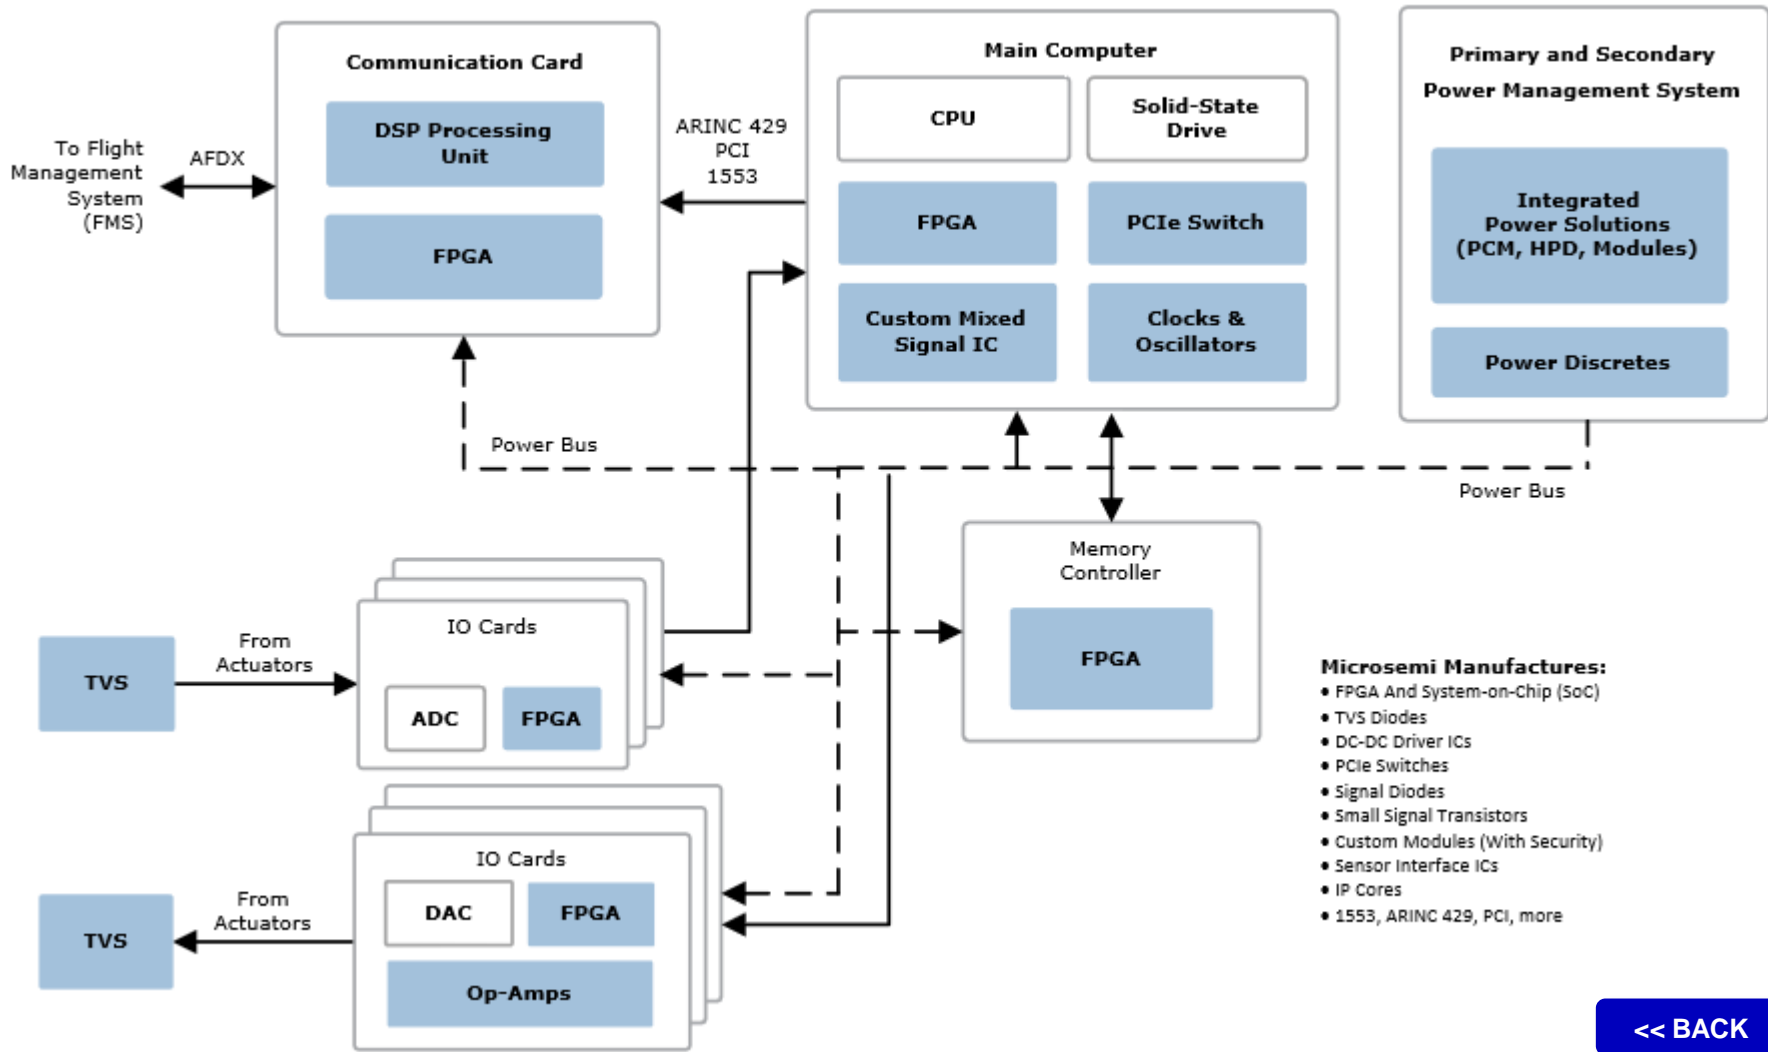 Communication Card
DSP Processing
Unit
FPGA
To Flight
Management
System
(FMS)
AFDX
ARINC 429
PCI
1553
Main Computer
CPU
Solid-State
Drive
FPGA
PCIe Switch
Custom Mixed
Signal IC
Clocks &
Oscillators
Primary and Secondary
Power Management System
Integrated
Power Solutions
(PCM, HPD, Modules)
Power Discretes
Power Bus
Power Bus
Memory
Controller
FPGA
TVS
From
Actuators
IO Cards
ADC
FPGA
TVS
From
Actuators
IO Cards
DAC
FPGA
Op-Amps
Microsemi Manufactures:
• FPGA And System-on-Chip (SoC)
• TVS Diodes
• DC-DC Driver ICs
• PCIe Switches
• Signal Diodes
• Small Signal Transistors
• Custom Modules (With Security)
• Sensor Interface ICs
• IP Cores
• 1553, ARINC 429, PCI, more
<< BACK